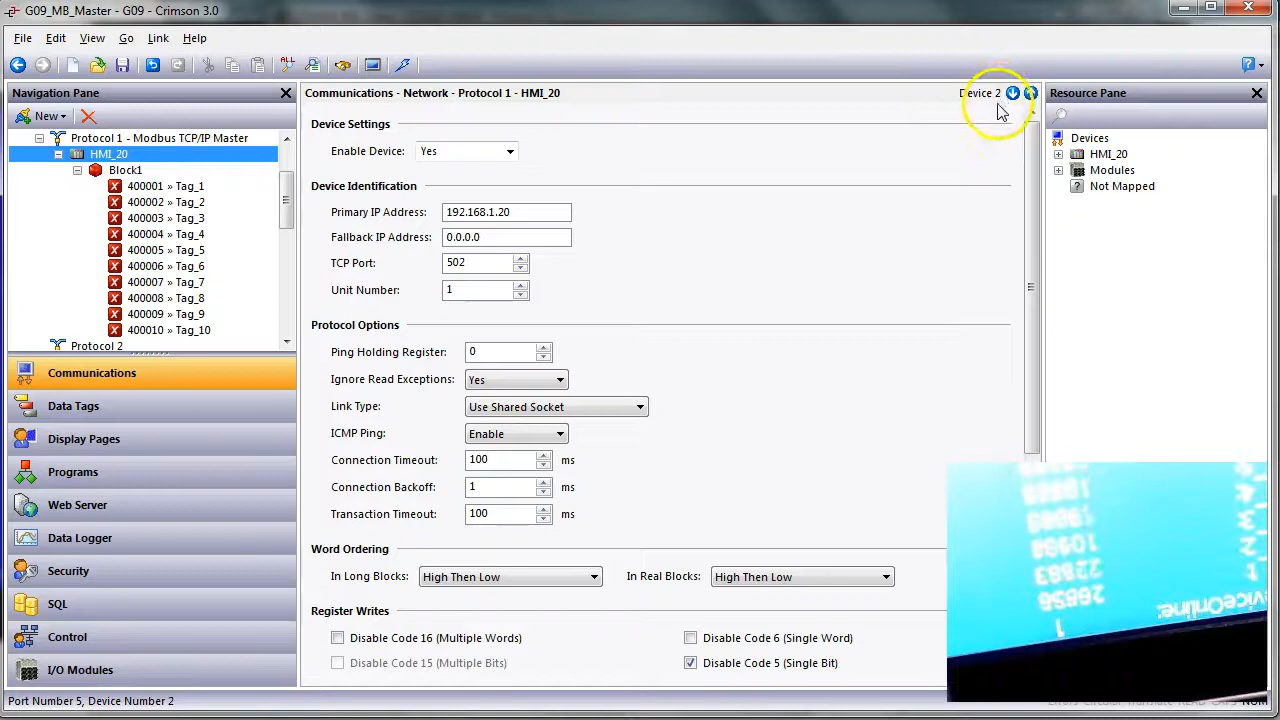 G09_MB_Master - G09 - Crimson 3.0
File Edit View Go Link Help
Navigation Pane
New
Protocol 1 - Modbus TCP/IP Master
HMI_20
Block1
400001 » Tag_1
400002 » Tag_2
400003 » Tag_3
400004 » Tag_4
400005 » Tag_5
400006 » Tag_6
400007 » Tag_7
400008 » Tag_8
400009 » Tag_9
400010 » Tag_10
Protocol 2
Communications
Data Tags
Display Pages
Programs
Web Server
Data Logger
Security
SQL
Control
I/O Modules
Communications - Network - Protocol 1 - HMI_20
Device 2
Device Settings
Enable Device: Yes
Device Identification
Primary IP Address: 192.168.1.20
Fallback IP Address: 0.0.0.0
TCP Port: 502
Unit Number: 1
Protocol Options
Ping Holding Register: 0
Ignore Read Exceptions: Yes
Link Type: Use Shared Socket
ICMP Ping: Enable
Connection Timeout: 100 ms
Connection Backoff: 1 ms
Transaction Timeout: 100 ms
Word Ordering
In Long Blocks: High Then Low In Real Blocks: High Then Low
Register Writes
Disable Code 16 (Multiple Words) Disable Code 6 (Single Word)
Disable Code 15 (Multiple Bits) Disable Code 5 (Single Bit)
Resource Pane
Devices
HMI_20
Modules
Not Mapped
Port Number 5, Device Number 2